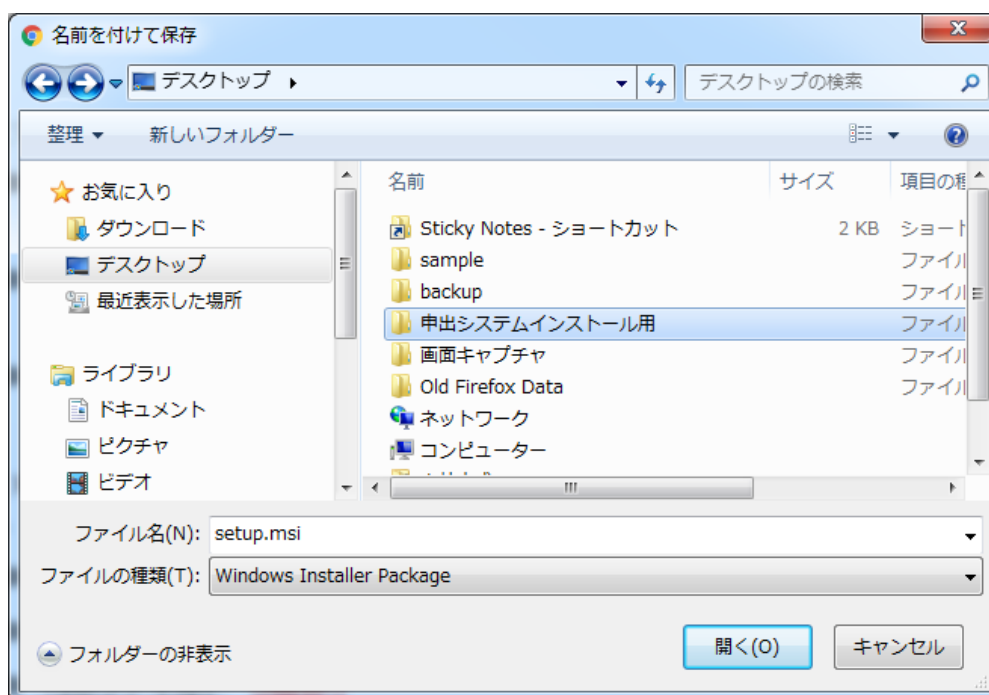 名前を付けて保存
デスクトップ
デスクトップの検索
整理 新しいフォルダー
お気に入り
ダウンロード
デスクトップ
最近表示した場所
ライブラリ
ドキュメント
ピクチャ
ビデオ
名前 サイズ 項目の種
Sticky Notes - ショートカット 2 KB ショート
sample ファイル
backup ファイル
申出システムインストール用 ファイル
画面キャプチャ ファイル
Old Firefox Data ファイル
ネットワーク
コンピューター
ファイル名(N): setup.msi
ファイルの種類(T): Windows Installer Package
フォルダーの非表示
開く(O) キャンセル